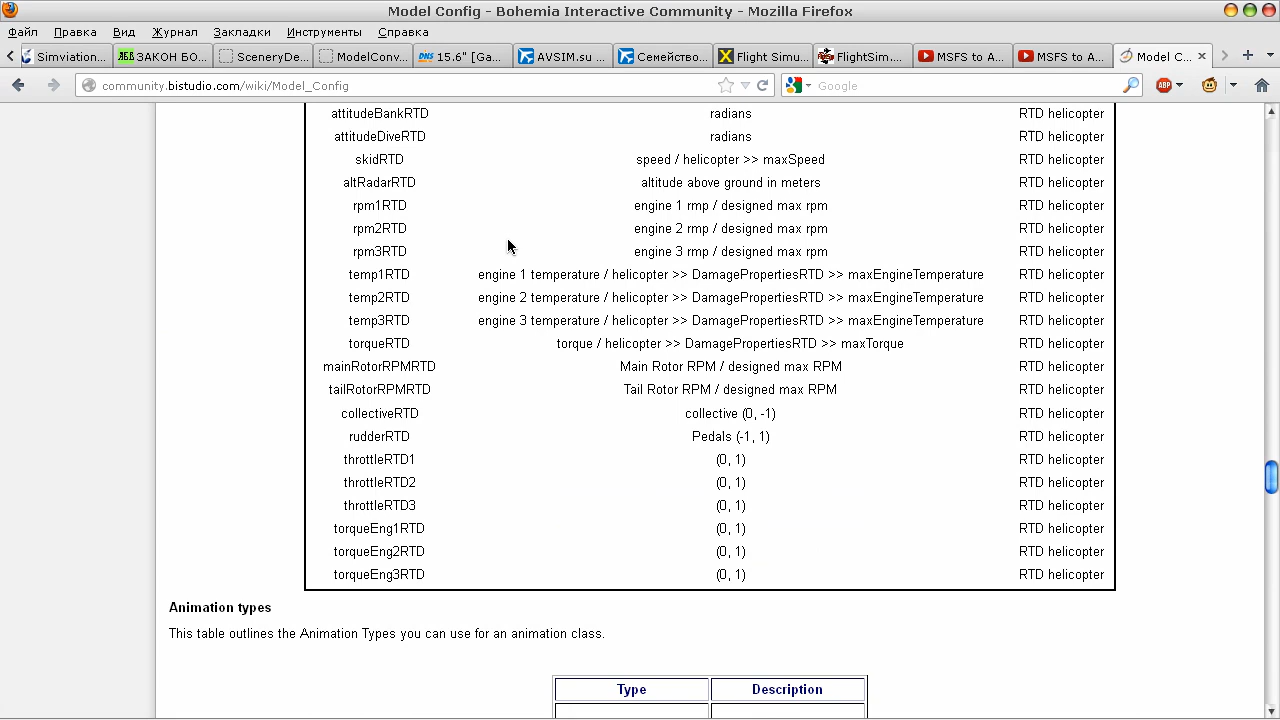 Model Config - Bohemia Interactive Community - Mozilla Firefox
Файл Правка Вид Журнал Закладки Инструменты Справка
Simviation... ЗАКОН БО... SceneryDe... ModelConv... DNS 15.6" [Ga... AVSIM.su ... Семейство... Flight Simu... FlightSim.... MSFS to A... MSFS to A... Model C...
ommunity.bistudio.com/wiki/Model_Config Google ABP
attitudeBankRTD radians RTD helicopter
attitudeDiveRTD radians RTD helicopter
skidRTD speed / helicopter >> maxSpeed RTD helicopter
altRadarRTD altitude above ground in meters RTD helicopter
rpm1RTD engine 1 rmp / designed max rpm RTD helicopter
rpm2RTD engine 2 rmp / designed max rpm RTD helicopter
rpm3RTD engine 3 rmp / designed max rpm RTD helicopter
temp1RTD engine 1 temperature / helicopter >> DamagePropertiesRTD >> maxEngineTemperature RTD helicopter
temp2RTD engine 2 temperature / helicopter >> DamagePropertiesRTD >> maxEngineTemperature RTD helicopter
temp3RTD engine 3 temperature / helicopter >> DamagePropertiesRTD >> maxEngineTemperature RTD helicopter
torqueRTD torque / helicopter >> DamagePropertiesRTD >> maxTorque RTD helicopter
mainRotorRPMRTD Main Rotor RPM / designed max RPM RTD helicopter
tailRotorRPMRTD Tail Rotor RPM / designed max RPM RTD helicopter
collectiveRTD collective (0, -1) RTD helicopter
rudderRTD Pedals (-1, 1) RTD helicopter
throttleRTD1 (0, 1) RTD helicopter
throttleRTD2 (0, 1) RTD helicopter
throttleRTD3 (0, 1) RTD helicopter
torqueEng1RTD (0, 1) RTD helicopter
torqueEng2RTD (0, 1) RTD helicopter
torqueEng3RTD (0, 1) RTD helicopter
Animation types
This table outlines the Animation Types you can use for an animation class.
Type Description